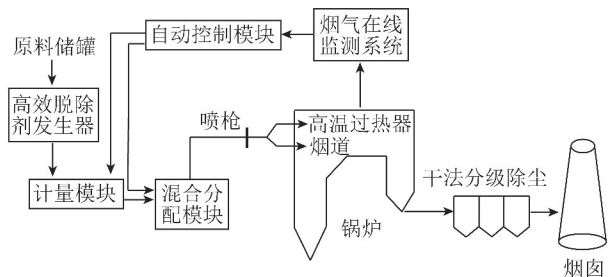 烟气在线
监测系统
自动控制模块
原料储罐
高效脱除
剂发生器
喷枪
高温过热器
烟道
干法分级除尘
计量模块
混合分
配模块
锅炉
烟囱